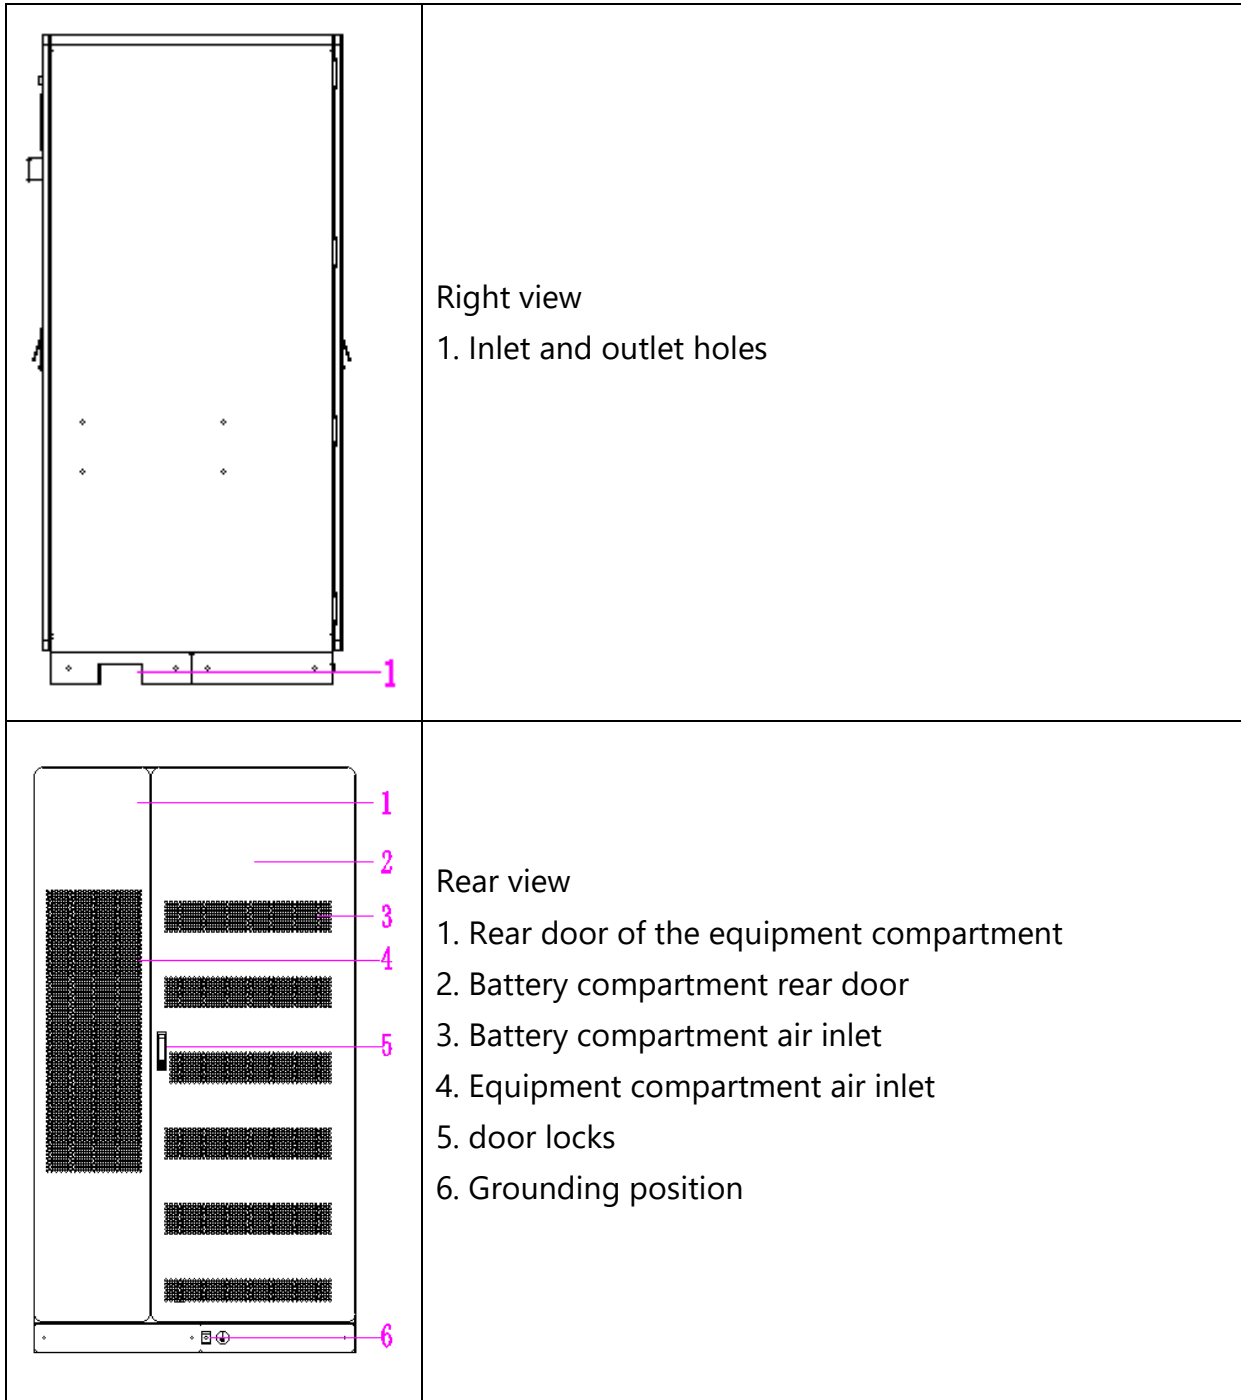 1
Right view
1. Inlet and outlet holes
1
2
3
4
5
6
Rear view
1. Rear door of the equipment compartment
2. Battery compartment rear door
3. Battery compartment air inlet
4. Equipment compartment air inlet
5. door locks
6. Grounding position